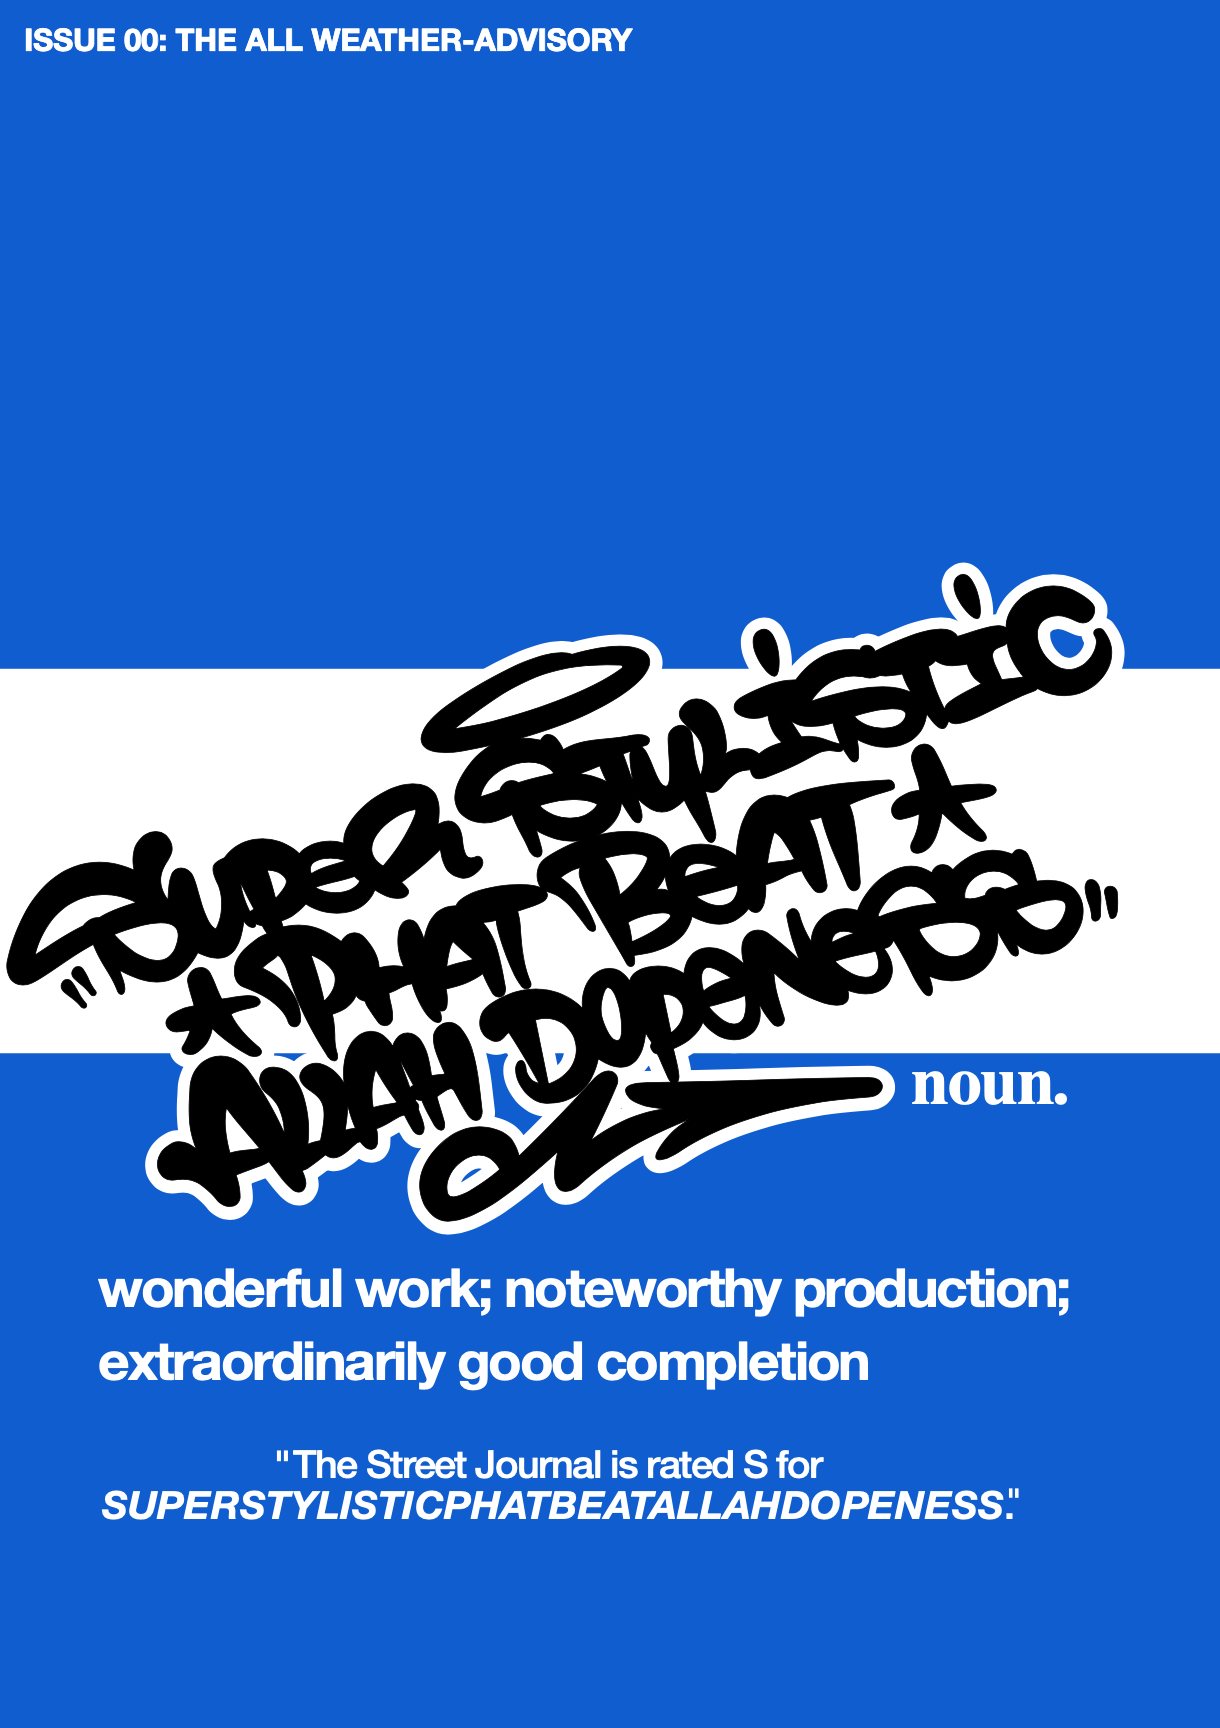 ISSUE 00: THE ALL WEATHER-ADVISORY
"SUPER STYLISTIC
*PHAT BEAT*
ALLAH DOPENESS"
noun.
wonderful work; noteworthy production;
extraordinarily good completion
"The Street Journal is rated S for
SUPERSTYLISTICPHATBEATALLAHDOPENESS."